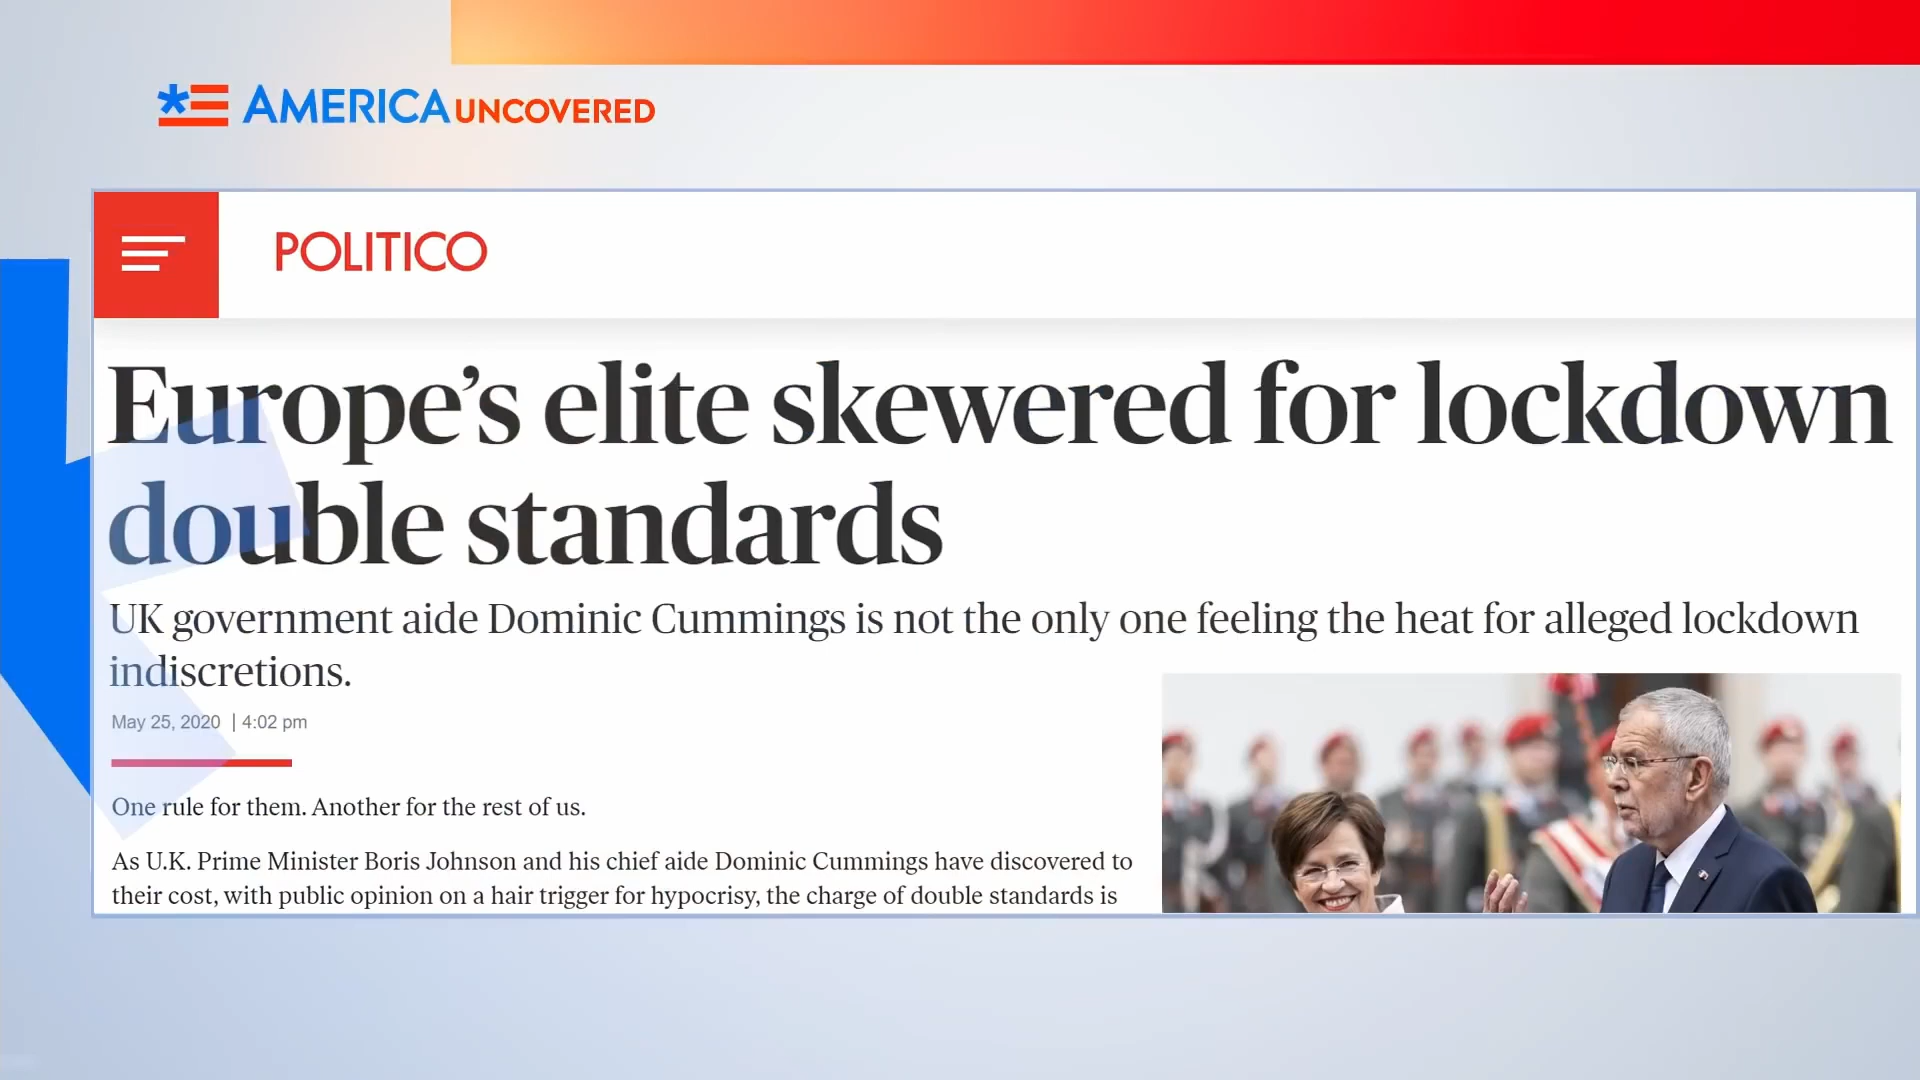 AMERICA UNCOVERED
POLITICO
Europe’s elite skewered for lockdown
double standards
UK government aide Dominic Cummings is not the only one feeling the heat for alleged lockdown
indiscretions.
May 25, 2020 | 4:02 pm
One rule for them. Another for the rest of us.
As U.K. Prime Minister Boris Johnson and his chief aide Dominic Cummings have discovered to
their cost, with public opinion on a hair trigger for hypocrisy, the charge of double standards is